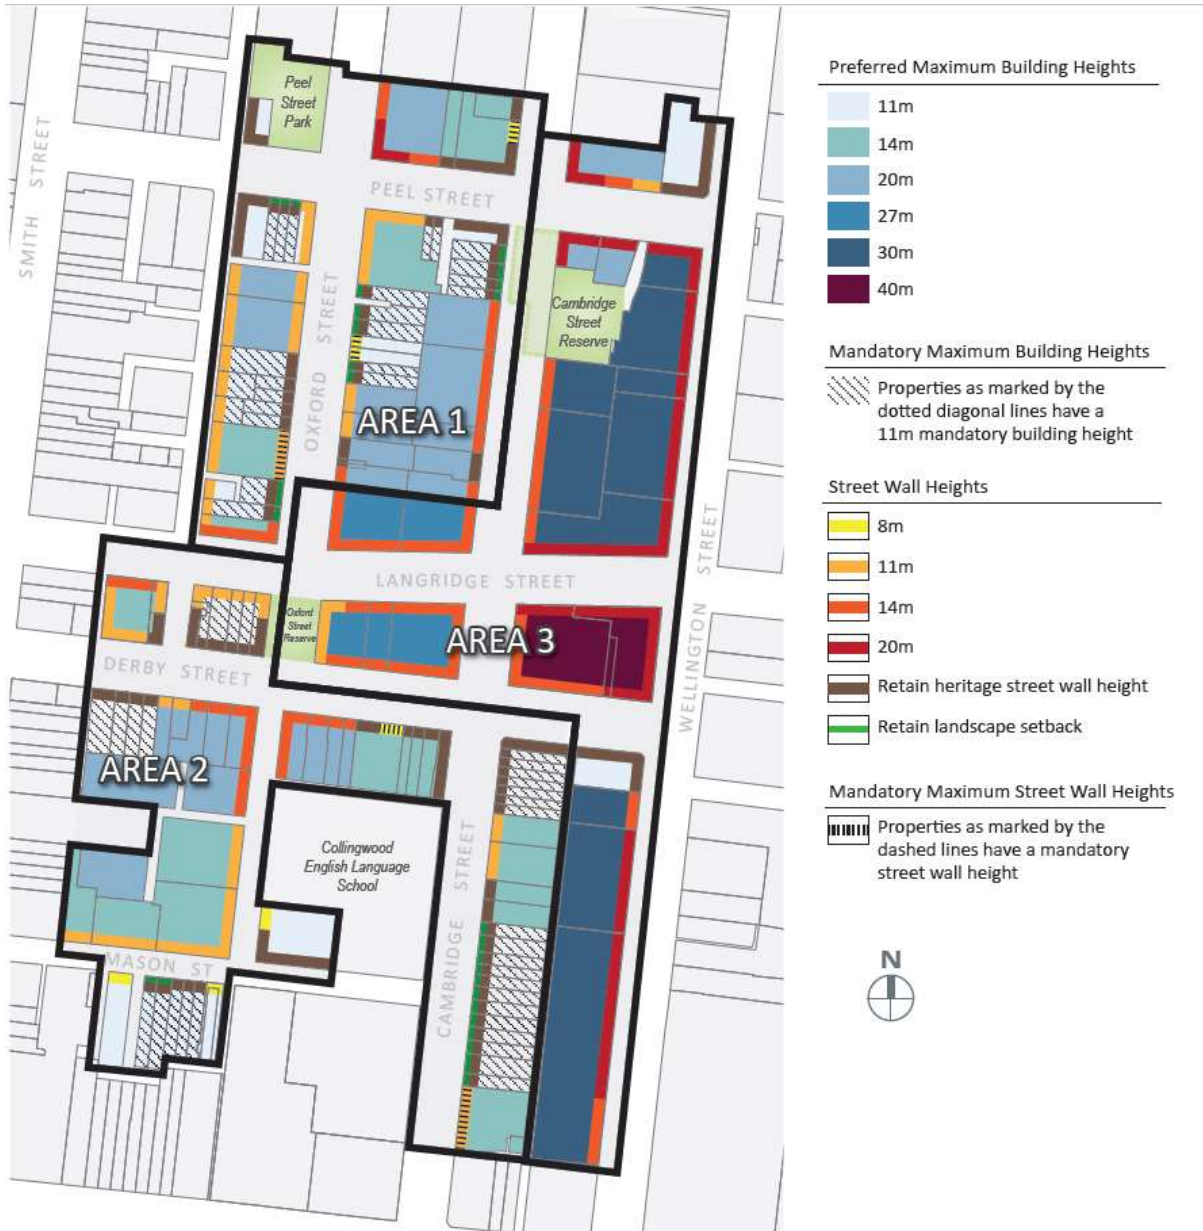 Preferred Maximum Building Heights
11m
14m
20m
27m
30m
40m
Mandatory Maximum Building Heights
Properties as marked by the
dotted diagonal lines have a
11m mandatory building height
Street Wall Heights
8m
11m
14m
20m
Retain heritage street wall height
Retain landscape setback
Mandatory Maximum Street Wall Heights
Properties as marked by the
dashed lines have a mandatory
street wall height
N
Peel
Street
Park
SMITH STREET
PEEL STREET
OXFORD STREET
Cambridge
Street
Reserve
AREA 1
WELLINGTON STREET
LANGRIDGE STREET
Oxford
Street
Reserve
AREA 3
DERBY STREET
AREA 2
Collingwood
English Language
School
CAMBRIDGE STREET
MASON ST